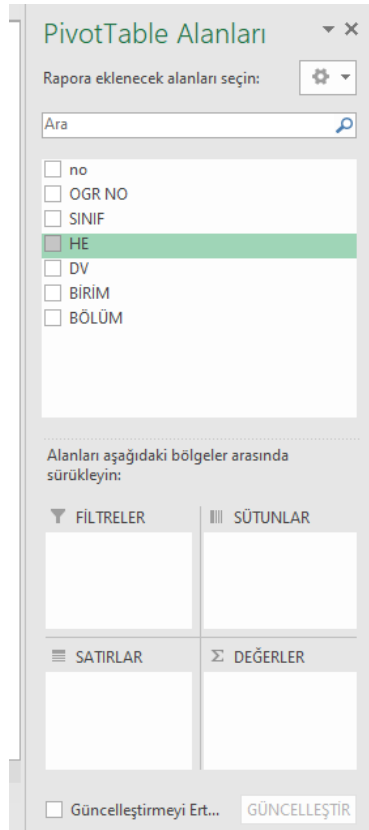 PivotTable Alanları
Rapora eklenecek alanları seçin:
Ara
no
OGR NO
SINIF
HE
DV
BİRİM
BÖLÜM
Alanları aşağıdaki bölgeler arasında
sürükleyin:
FİLTRELER
SÜTUNLAR
SATIRLAR
Σ DEĞERLER
Güncelleştirmeyi Ert...
GÜNCELLEŞTİR